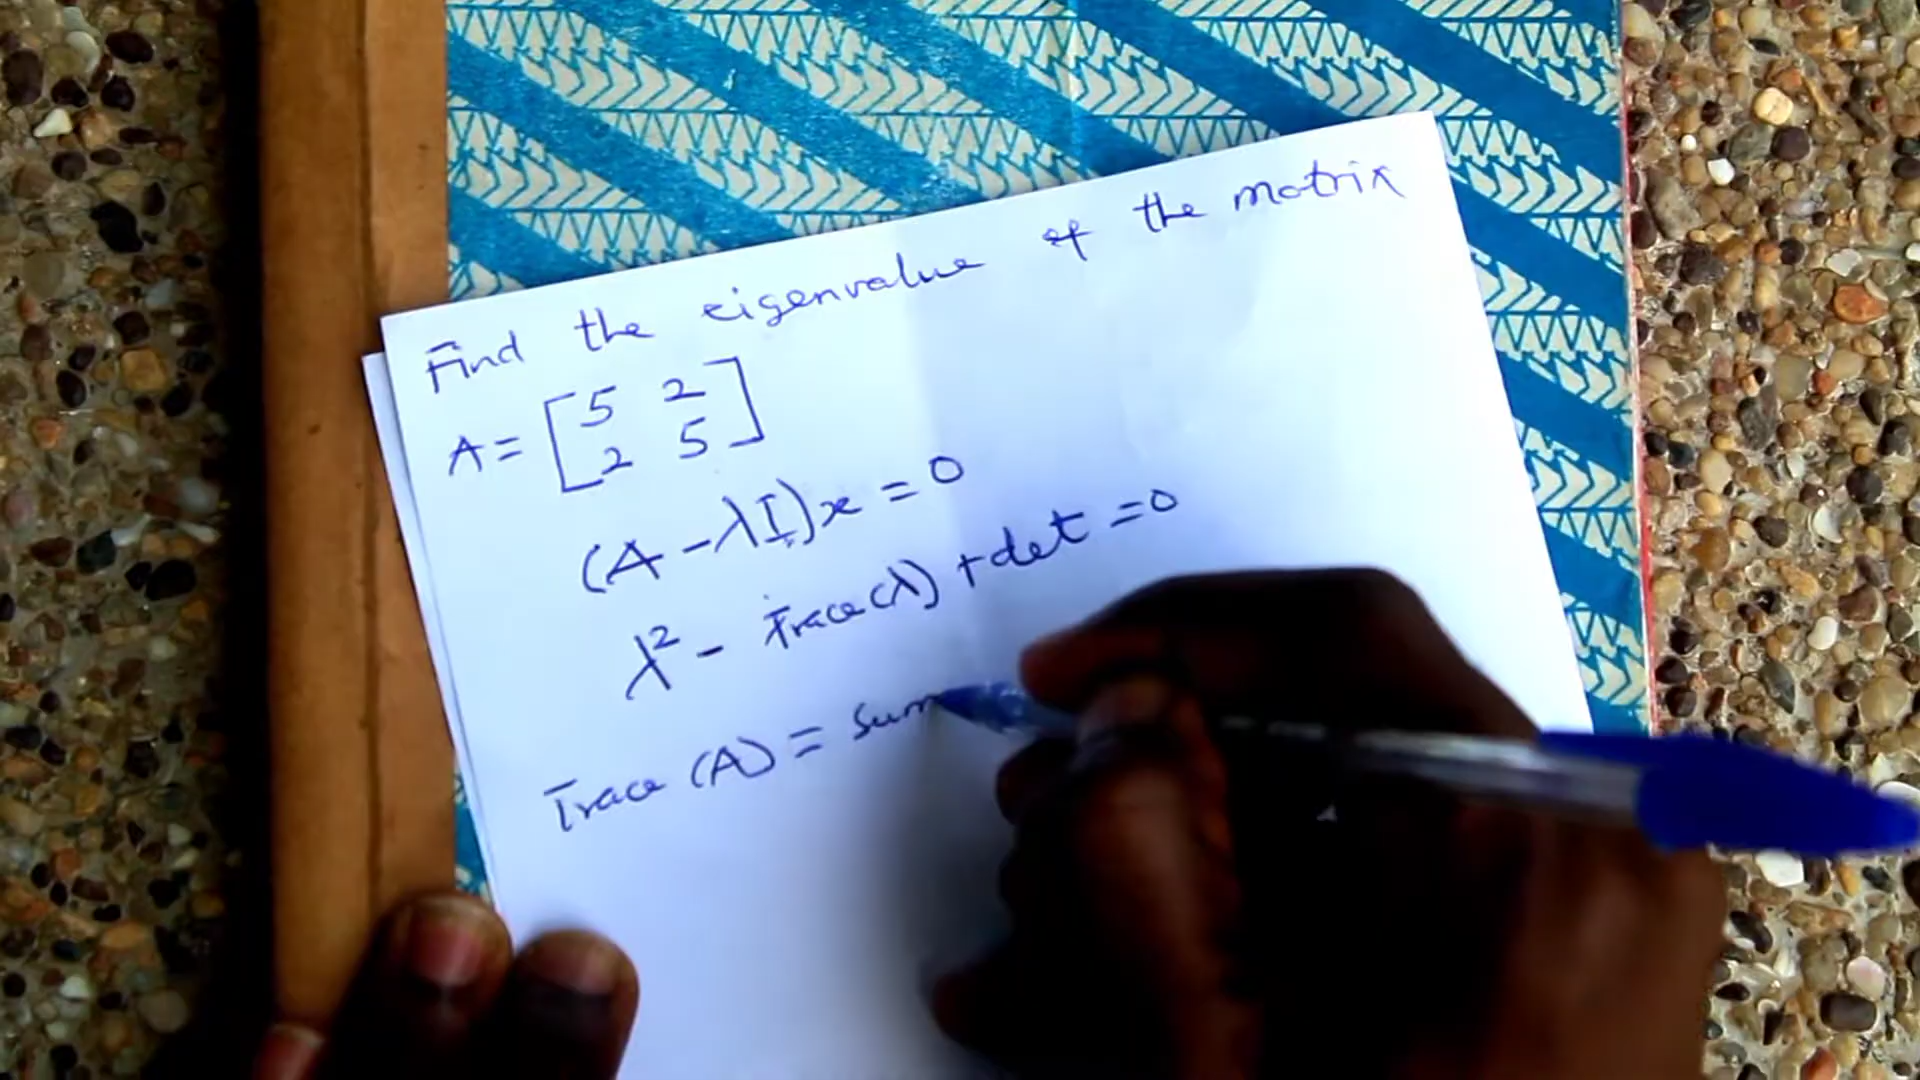 Find the eigenvalue of the matrix
A = [5 2
2 5]
(A - λI)x = 0
λ² - Trace(λ) + det = 0
Trace (A) = sum